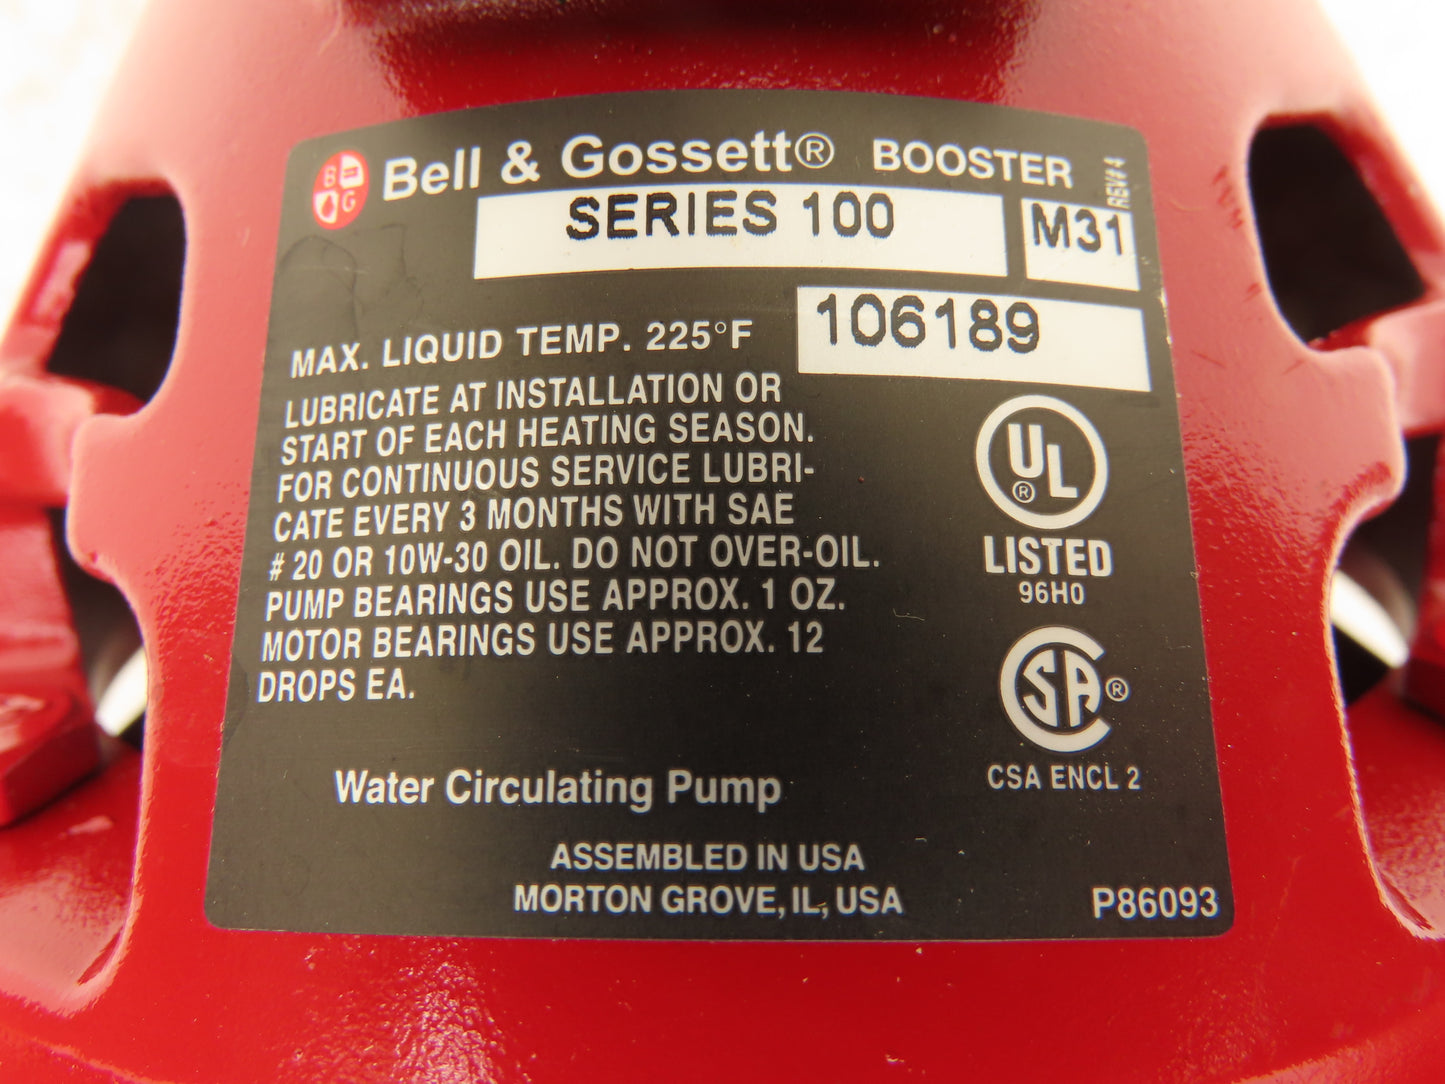 B G Bell & Gossett® BOOSTER REV# 4
SERIES 100 M31
106189
MAX. LIQUID TEMP. 225°F
LUBRICATE AT INSTALLATION OR
START OF EACH HEATING SEASON.
FOR CONTINUOUS SERVICE LUBRI-
CATE EVERY 3 MONTHS WITH SAE
# 20 OR 10W-30 OIL. DO NOT OVER-OIL.
PUMP BEARINGS USE APPROX. 1 OZ.
MOTOR BEARINGS USE APPROX. 12
DROPS EA.
UL ®
LISTED
96H0
SA ®
CSA ENCL 2
Water Circulating Pump
ASSEMBLED IN USA
MORTON GROVE, IL, USA
P86093